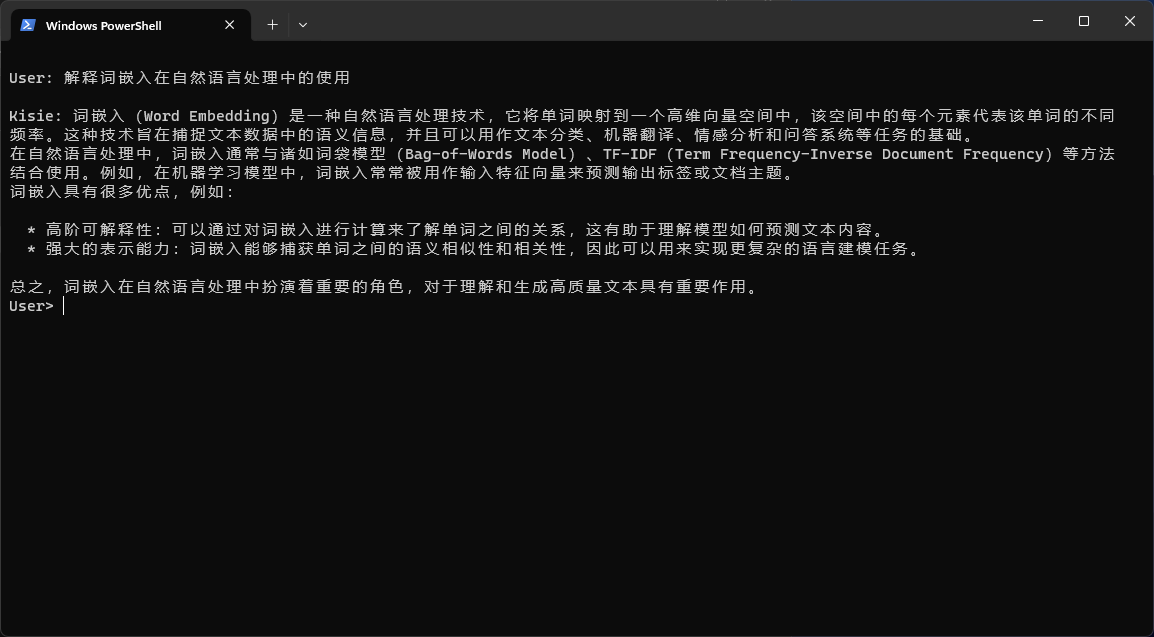 Windows PowerShell
User: 解释词嵌入在自然语言处理中的使用
Kisie: 词嵌入（Word Embedding）是一种自然语言处理技术，它将单词映射到一个高维向量空间中，该空间中的每个元素代表该单词的不同
频率。这种技术旨在捕捉文本数据中的语义信息，并且可以用作文本分类、机器翻译、情感分析和问答系统等任务的基础。
在自然语言处理中，词嵌入通常与诸如词袋模型（Bag-of-Words Model）、TF-IDF（Term Frequency-Inverse Document Frequency）等方法
结合使用。例如，在机器学习模型中，词嵌入常常被用作输入特征向量来预测输出标签或文档主题。
词嵌入具有很多优点，例如：
* 高阶可解释性：可以通过对词嵌入进行计算来了解单词之间的关系，这有助于理解模型如何预测文本内容。
* 强大的表示能力：词嵌入能够捕获单词之间的语义相似性和相关性，因此可以用来实现更复杂的语言建模任务。
总之，词嵌入在自然语言处理中扮演着重要的角色，对于理解和生成高质量文本具有重要作用。
User>